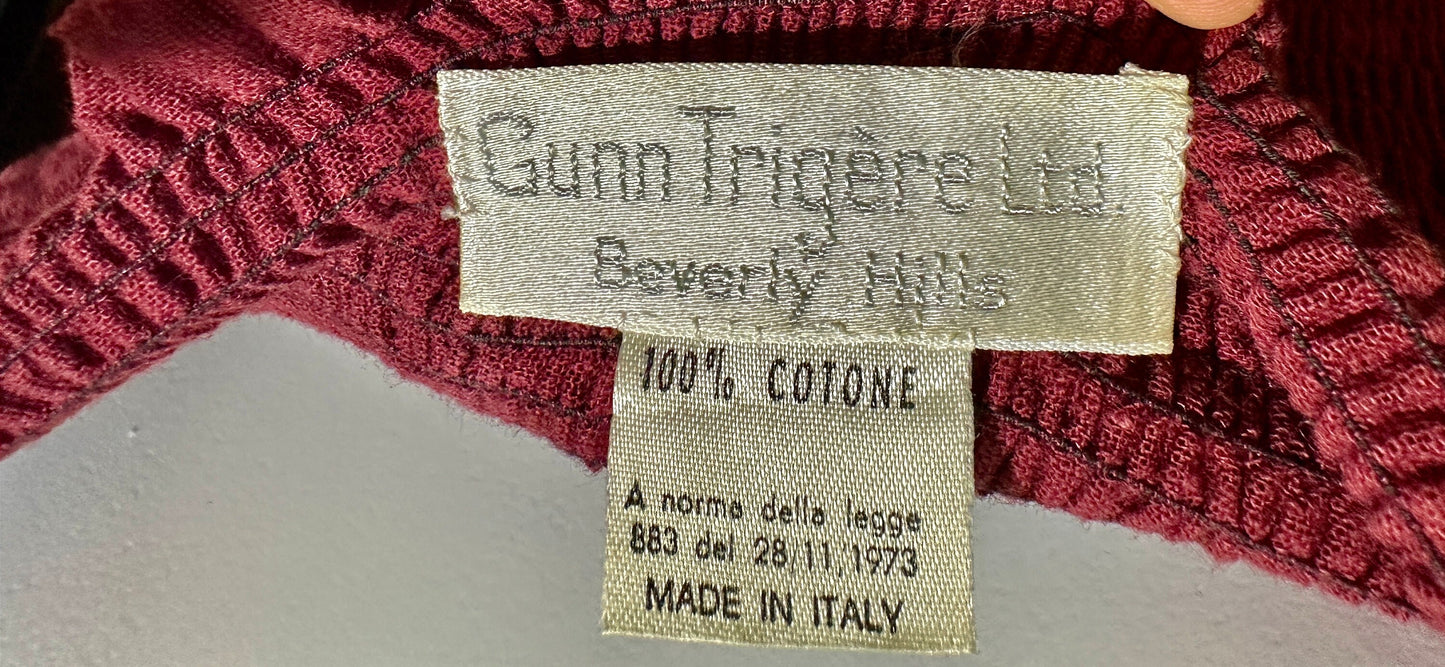 Gunn Trigère Ltd.
Beverly Hills
100% COTONE
A norma della legge
883 del 28,11,1973
MADE IN ITALY